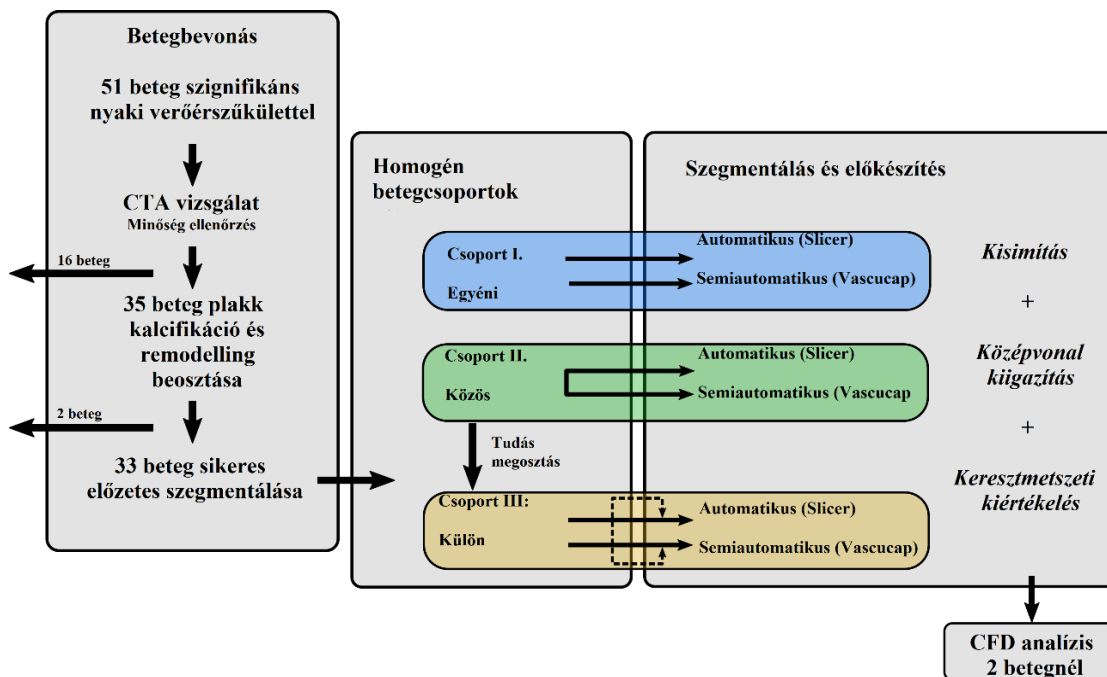 Betegbevonás
51 beteg szignifikáns
nyaki verőérszűkülettel
CTA vizsgálat
Minőség ellenőrzés
16 beteg
35 beteg plakk
kalcifikáció és
remodelling
beosztása
2 beteg
33 beteg sikeres
előzetes szegmentálása
Homogén
betegcsoportok
Csoport I.
Egyéni
Csoport II.
Közös
Tudás
megosztás
Csoport III:
Külön
Szegmentálás és előkészítés
Automatikus (Slicer)
Semiautomatikus (Vascucap)
Automatikus (Slicer)
Semiautomatikus (Vascucap
Automatikus (Slicer)
Semiautomatikus (Vascucap)
Kisimítás
+
Középvonal
kiigazítás
+
Keresztmetszeti
kiértékelés
CFD analízis
2 betegnél